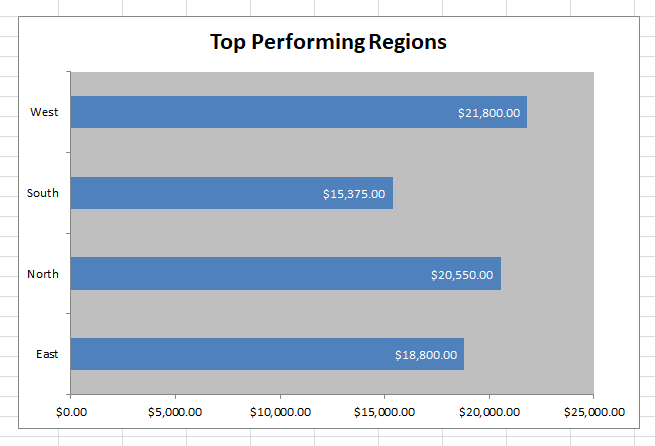 Top Performing Regions
West
$21,800.00
South
$15,375.00
North
$20,550.00
East
$18,800.00
$0.00 $5,000.00 $10,000.00 $15,000.00 $20,000.00 $25,000.00